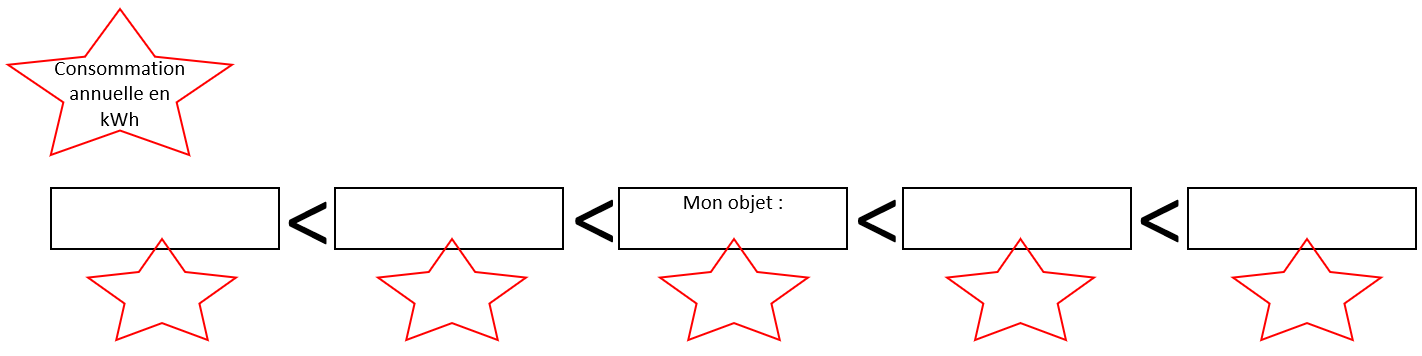 Consommation
annuelle en
kWh
< Mon objet : < < <